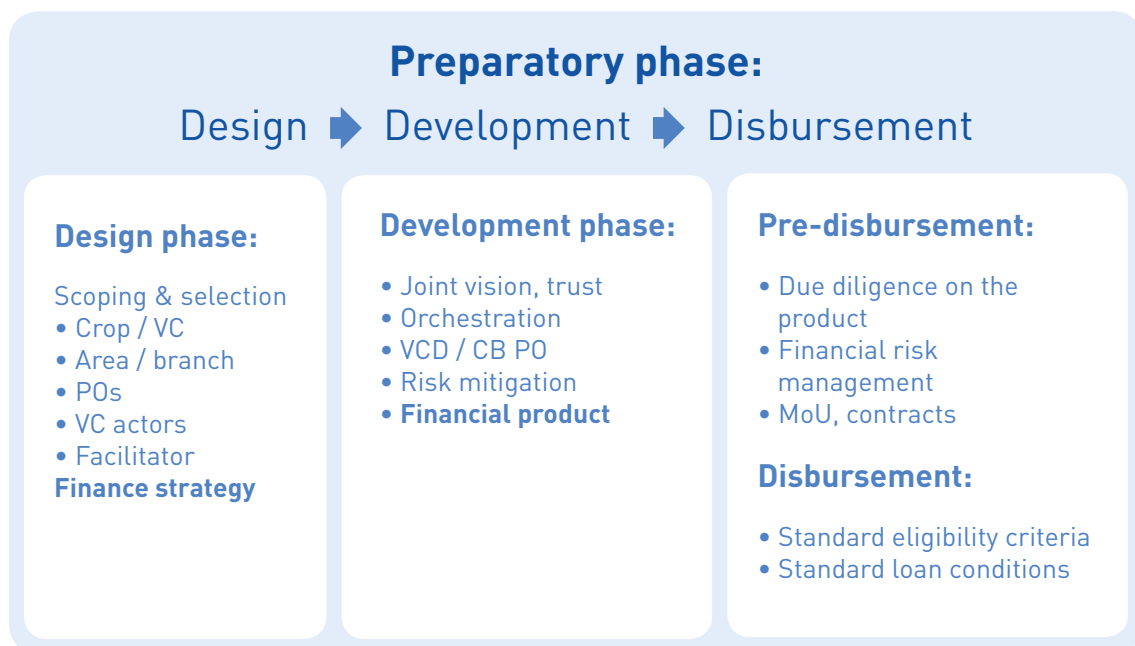 Preparatory phase:
Design Development Disbursement
Design phase:
Scoping & selection
• Crop / VC
• Area / branch
• POs
• VC actors
• Facilitator
Finance strategy
Development phase:
• Joint vision, trust
• Orchestration
• VCD / CB PO
• Risk mitigation
• Financial product
Pre-disbursement:
• Due diligence on the
product
• Financial risk
management
• MoU, contracts
Disbursement:
• Standard eligibility criteria
• Standard loan conditions